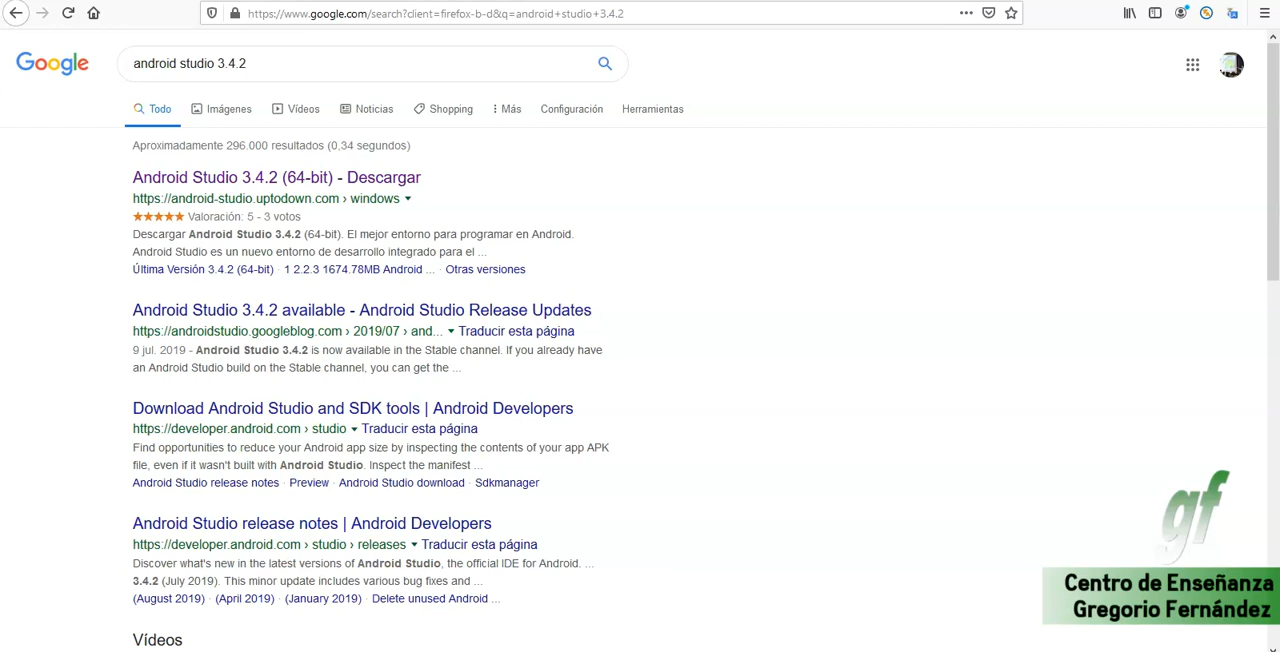 https://www.google.com/search?client=firefox-b-d&q=android+studio+3.4.2
Google
android studio 3.4.2
Todo Imágenes Vídeos Noticias Shopping Más Configuración Herramientas
Aproximadamente 296.000 resultados (0,34 segundos)
Android Studio 3.4.2 (64-bit) - Descargar
https://android-studio.uptodown.com › windows
Valoración: 5 - 3 votos
Descargar Android Studio 3.4.2 (64-bit). El mejor entorno para programar en Android.
Android Studio es un nuevo entorno de desarrollo integrado para el ...
Última Versión 3.4.2 (64-bit) · 1 2.2.3 1674.78MB Android ... · Otras versiones
Android Studio 3.4.2 available - Android Studio Release Updates
https://androidstudio.googleblog.com › 2019/07 › and... Traducir esta página
9 jul. 2019 - Android Studio 3.4.2 is now available in the Stable channel. If you already have
an Android Studio build on the Stable channel, you can get the ...
Download Android Studio and SDK tools | Android Developers
https://developer.android.com › studio Traducir esta página
Find opportunities to reduce your Android app size by inspecting the contents of your app APK
file, even if it wasn't built with Android Studio. Inspect the manifest ...
Android Studio release notes · Preview · Android Studio download · Sdkmanager
Android Studio release notes | Android Developers
https://developer.android.com › studio › releases Traducir esta página
Discover what's new in the latest versions of Android Studio, the official IDE for Android. ...
3.4.2 (July 2019). This minor update includes various bug fixes and ...
(August 2019) · (April 2019) · (January 2019) · Delete unused Android ...
Vídeos
gf
Centro de Enseñanza
Gregorio Fernández